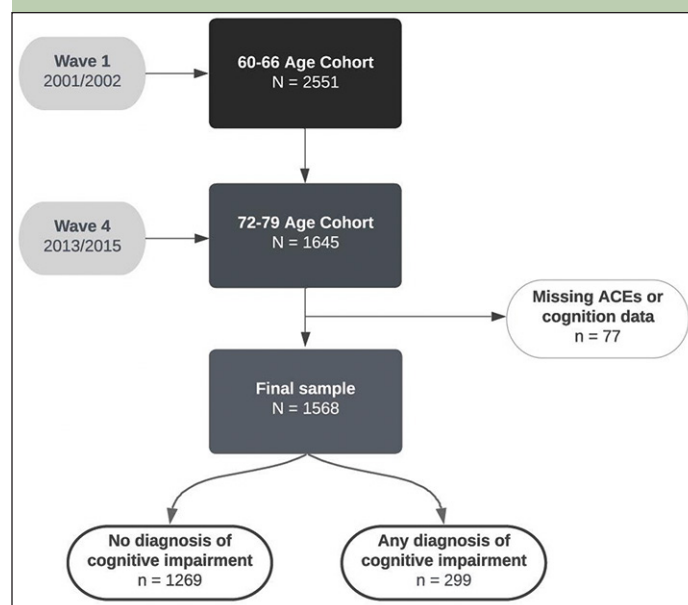 Wave 1
2001/2002
60-66 Age Cohort
N = 2551
Wave 4
2013/2015
72-79 Age Cohort
N = 1645
Missing ACEs or
cognition data
n = 77
Final sample
N = 1568
No diagnosis of
cognitive impairment
n = 1269
Any diagnosis of
cognitive impairment
n = 299